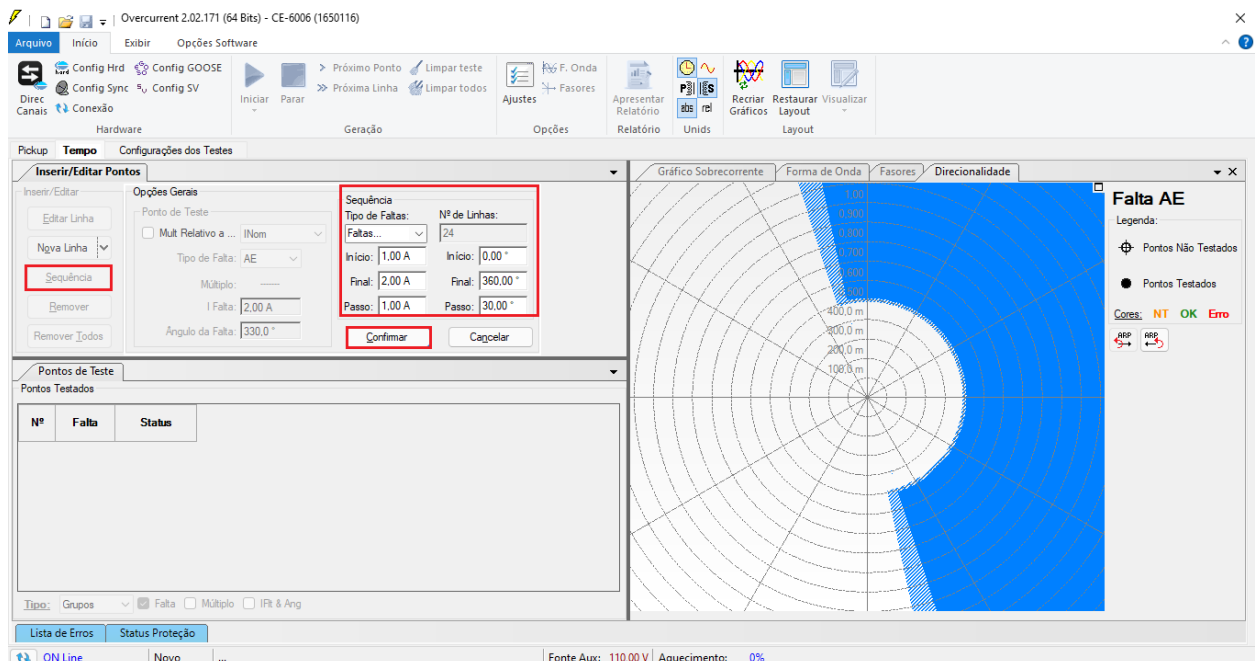 Overcurrent 2.02.171 (64 Bits) - CE-6006 (1650116)
Arquivo Início Exibir Opções Software
Direc Canais
Config Hrd Config GOOSE
Config Sync Config SV
Conexão
Hardware
Iniciar Parar
Próximo Ponto Limpar teste
Próxima Linha Limpar todos
Geração
Ajustes
F. Onda
Fasores
Opções
Apresentar Relatório
Relatório
abs rel
Unids
Recriar Gráficos
Restaurar Layout
Visualizar
Layout
Pickup Tempo Configurações dos Testes
Inserir/Editar Pontos
Inserir/Editar
Editar Linha
Nova Linha
Sequência
Remover
Remover Todos
Opções Gerais
Ponto de Teste
Mult Relativo a ... INom
Tipo de Falta: AE
Múltiplo: -----
I Falta: 2,00 A
Ângulo da Falta: 330,0 °
Sequência
Tipo de Faltas: Nº de Linhas:
Faltas... 24
Início: 1,00 A Início: 0,00 °
Final: 2,00 A Final: 360,00 °
Passo: 1,00 A Passo: 30,00 °
Confirmar Cancelar
Pontos de Teste
Pontos Testados
Nº Falta Status
Tipo: Grupos Falta Múltiplo IFlt & Ang
Gráfico Sobrecorrente Forma de Onda Fasores Direcionalidade
1,00
0,900
0,800
0,700
0,600
0,500
400,0 m
300,0 m
200,0 m
100,0 m
Falta AE
Legenda:
Pontos Não Testados
Pontos Testados
Cores: NT OK Erro
ARP ARP
Lista de Erros Status Proteção
ON Line Novo ... Fonte Aux: 110,00 V Aquecimento: 0%